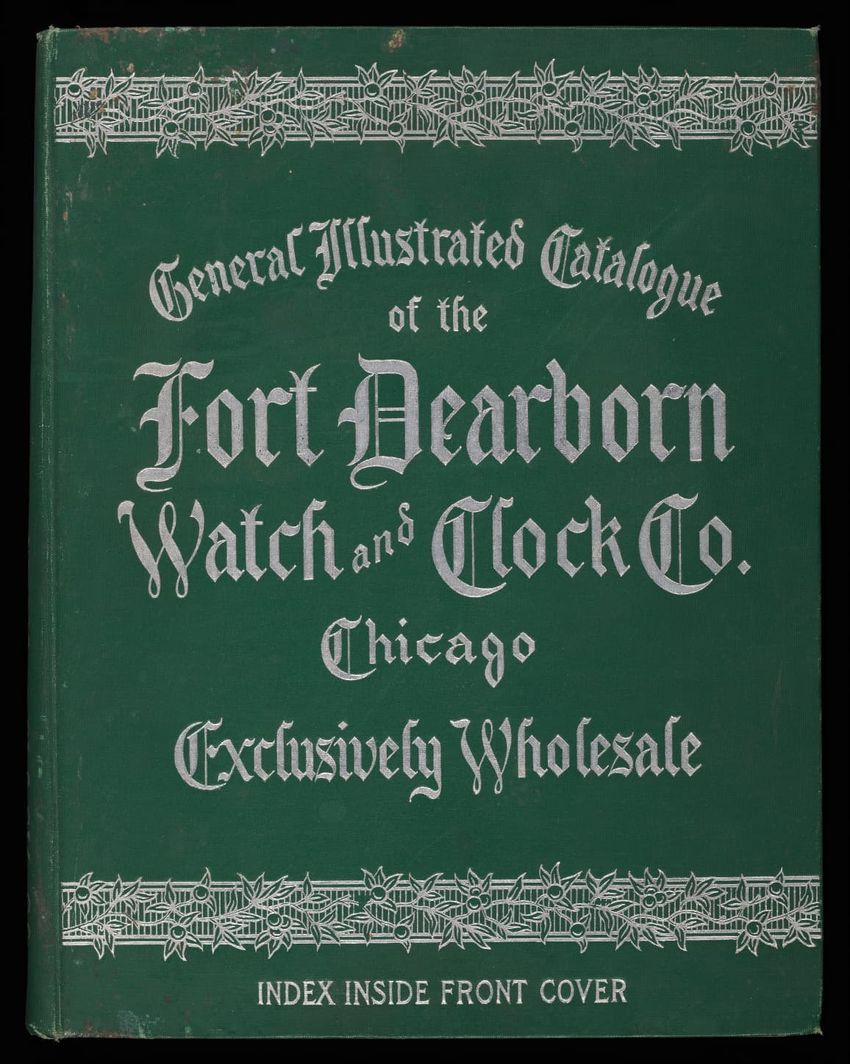 General Illustrated Catalogue
of the
Fort Dearborn
Watch and Clock Co.
Chicago
Exclusively Wholesale
INDEX INSIDE FRONT COVER